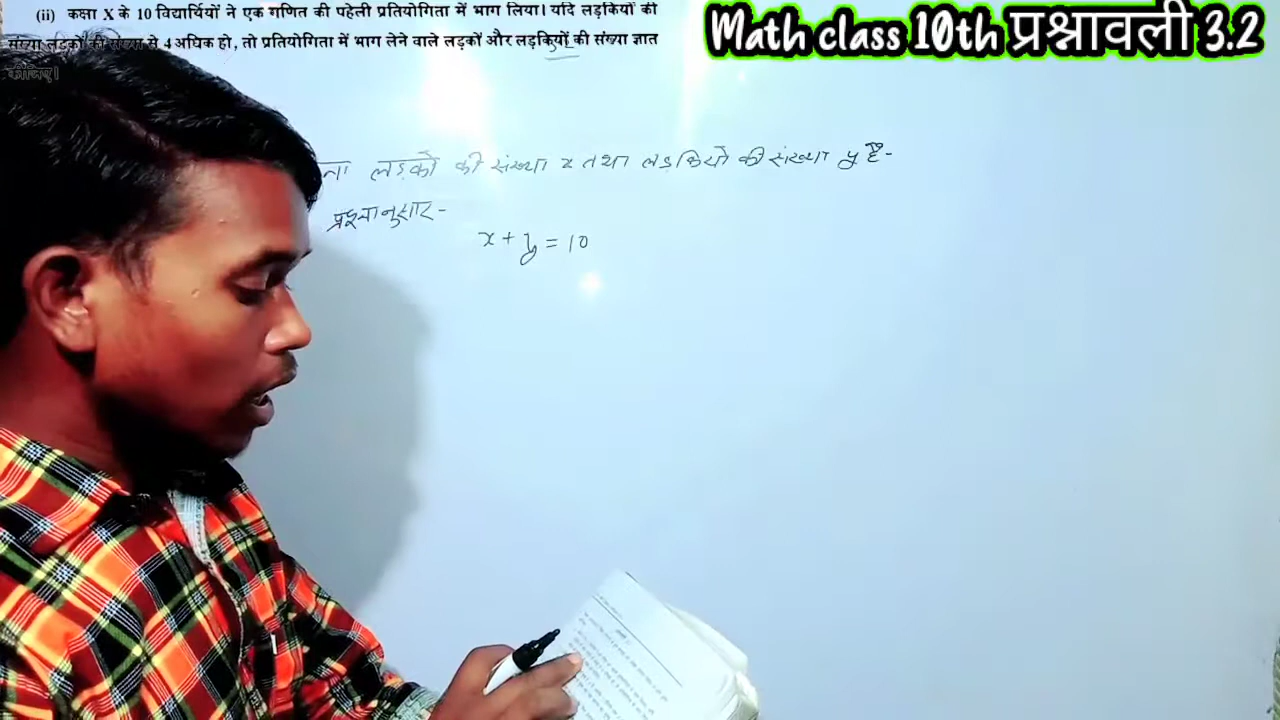 (ii) कक्षा X के 10 विद्यार्थियों ने एक गणित की पहेली प्रतियोगिता में भाग लिया। यदि लड़कियों की
संख्या लड़कों की संख्या से 4 अधिक हो, तो प्रतियोगिता में भाग लेने वाले लड़कों और लड़कियों की संख्या ज्ञात
कीजिए।
Math class 10th प्रश्नावली 3.2
ना लड़को की संख्या x तथा लड़कियो की संख्या y है-
प्रश्नानुसार-
x + y = 10